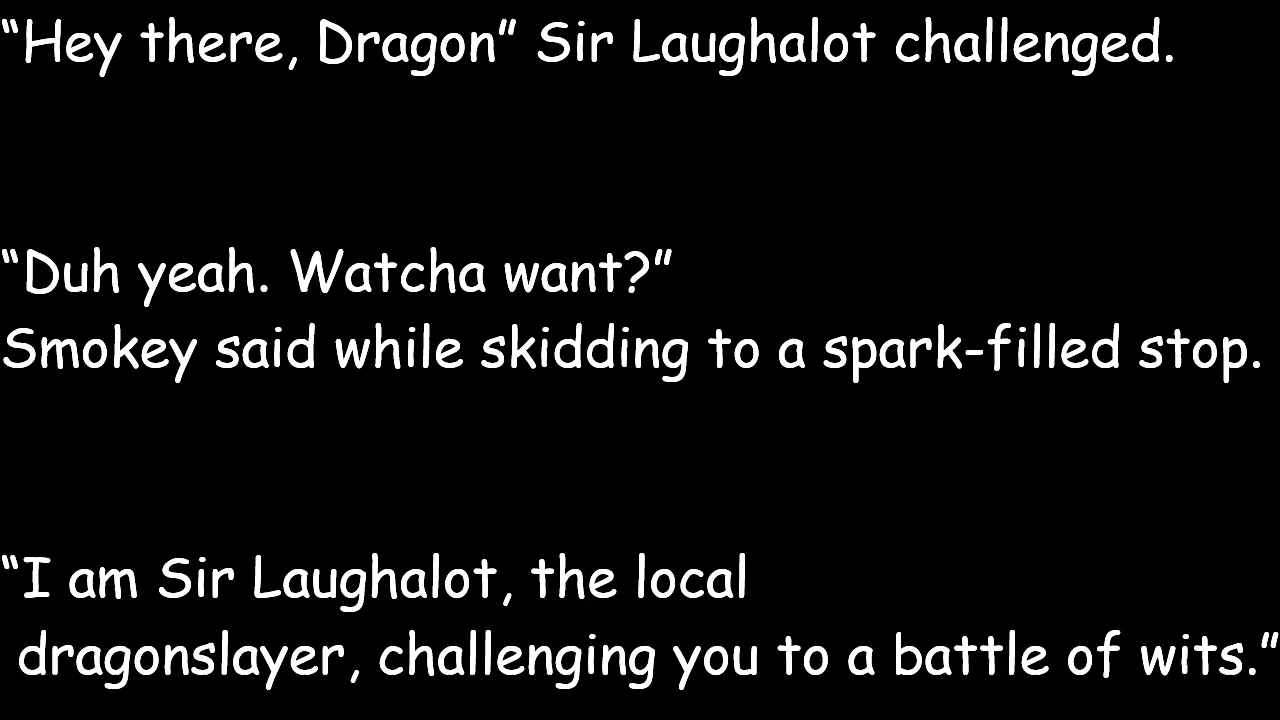 “Hey there, Dragon” Sir Laughalot challenged.
“Duh yeah. Watcha want?”
Smokey said while skidding to a spark-filled stop.
“I am Sir Laughalot, the local
dragonslayer, challenging you to a battle of wits.”